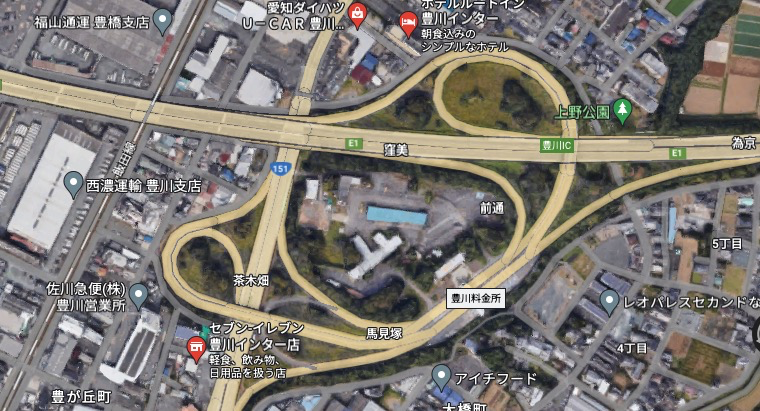 福山通運 豊橋支店
愛知ダイハツ
U-CAR 豊川...
ホテルルートイン
豊川インター
朝食込みの
シンプルなホテル
上野公園
飯田線
E1
窪美
豊川IC
E1
為京
151
西濃運輸 豊川支店
前通
5丁目
茶木畑
佐川急便(株)
豊川営業所
豊川料金所
レオパレスセカンドな
セブン-イレブン
豊川インター店
軽食、飲み物、
日用品を扱う店
馬見塚
4丁目
アイチフード
豊が丘町
大橋町